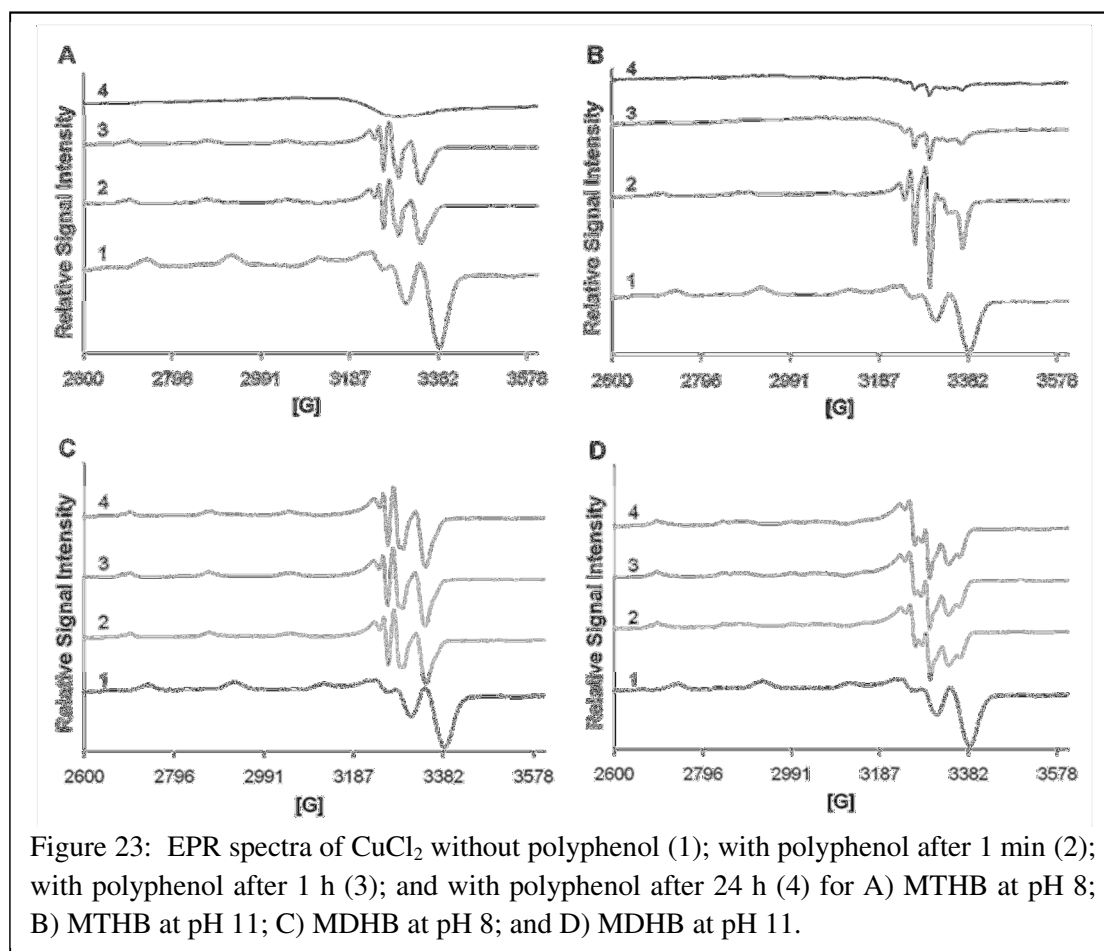 A
Relative Signal Intensity
4
3
2
1
2600 2796 2991 3187 3382 3578
[G]
B
Relative Signal Intensity
4
3
2
1
2600 2796 2991 3187 3382 3578
[G]
C
Relative Signal Intensity
4
3
2
1
2600 2796 2991 3187 3382 3578
[G]
D
Relative Signal Intensity
4
3
2
1
2600 2796 2991 3187 3382 3578
[G]
Figure 23: EPR spectra of CuCl₂ without polyphenol (1); with polyphenol after 1 min (2);
with polyphenol after 1 h (3); and with polyphenol after 24 h (4) for A) MTHB at pH 8;
B) MTHB at pH 11; C) MDHB at pH 8; and D) MDHB at pH 11.